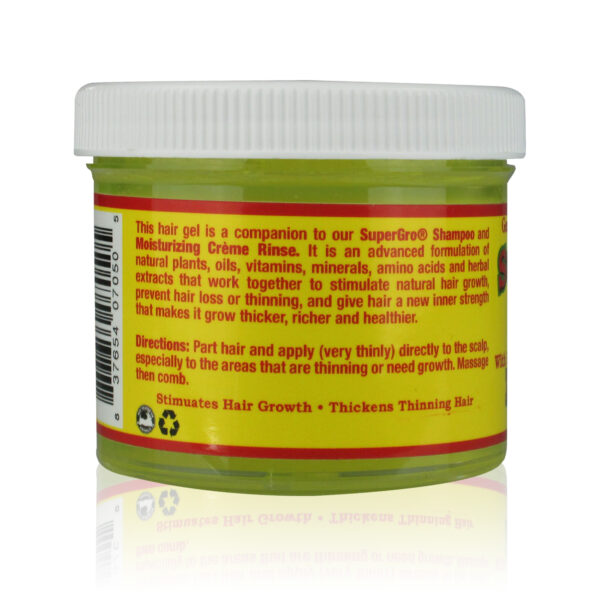 This hair gel is a companion to our SuperGro® Shampoo and
Moisturizing Crème Rinse. It is an advanced formulation of
natural plants, oils, vitamins, minerals, amino acids and herbal
extracts that work together to stimulate natural hair growth,
prevent hair loss or thinning, and give hair a new inner strength
that makes it grow thicker, richer and healthier.
Directions: Part hair and apply (very thinly) directly to the scalp,
especially to the areas that are thinning or need growth. Massage
then comb.
Stimuates Hair Growth • Thickens Thinning Hair
8 37654 07050 5